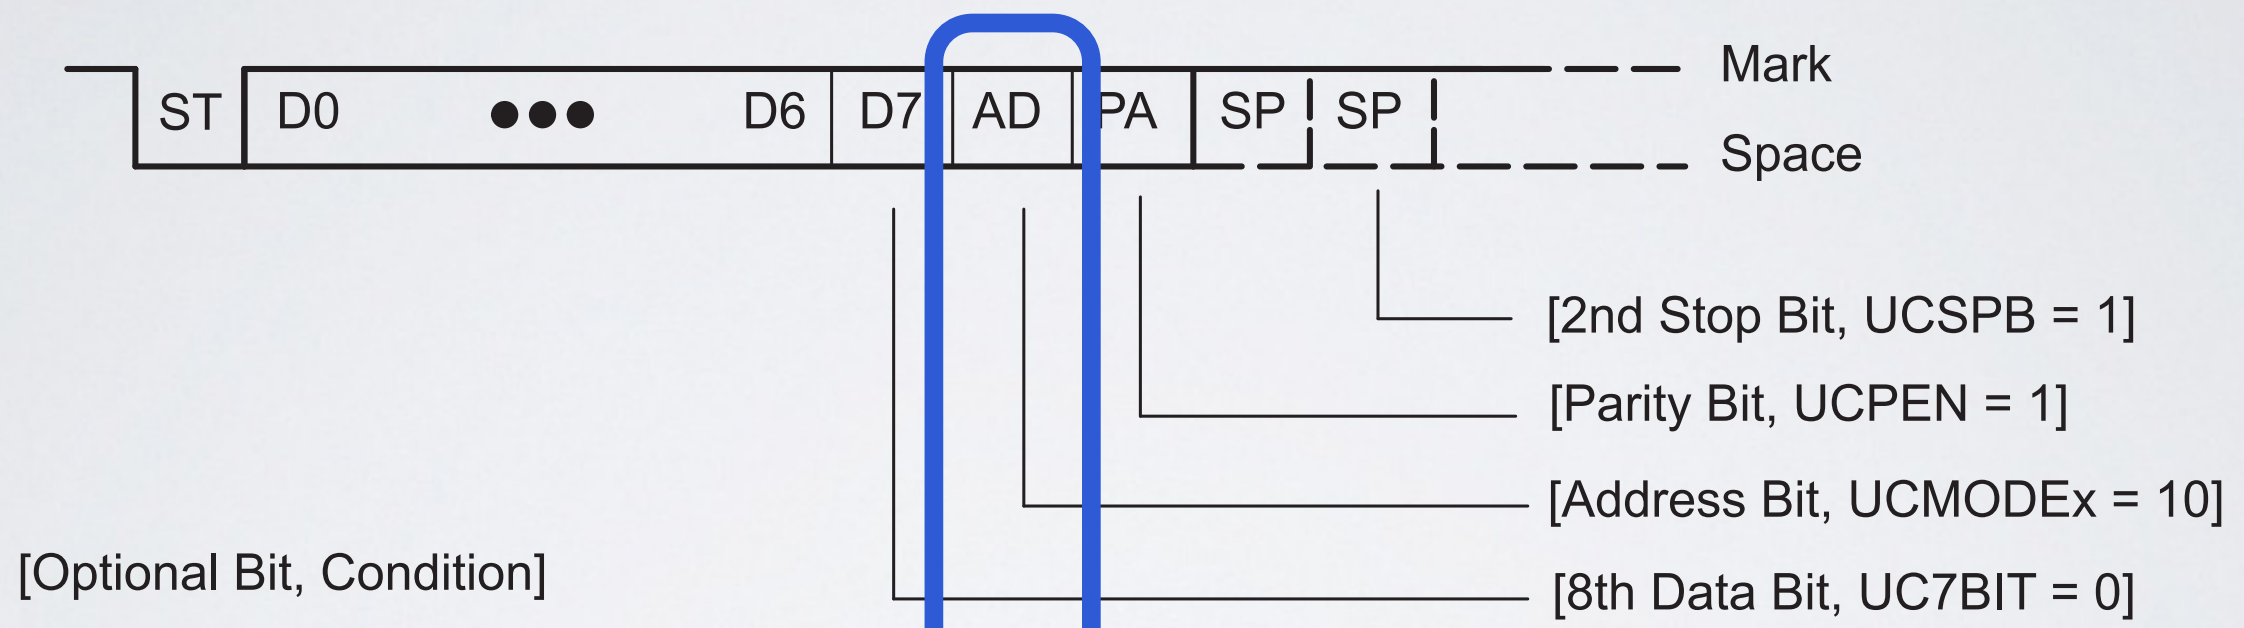 Mark
ST D0 ●●● D6 D7 AD PA SP SP
Space
[2nd Stop Bit, UCSPB = 1]
[Parity Bit, UCPEN = 1]
[Address Bit, UCMODEx = 10]
[Optional Bit, Condition]
[8th Data Bit, UC7BIT = 0]